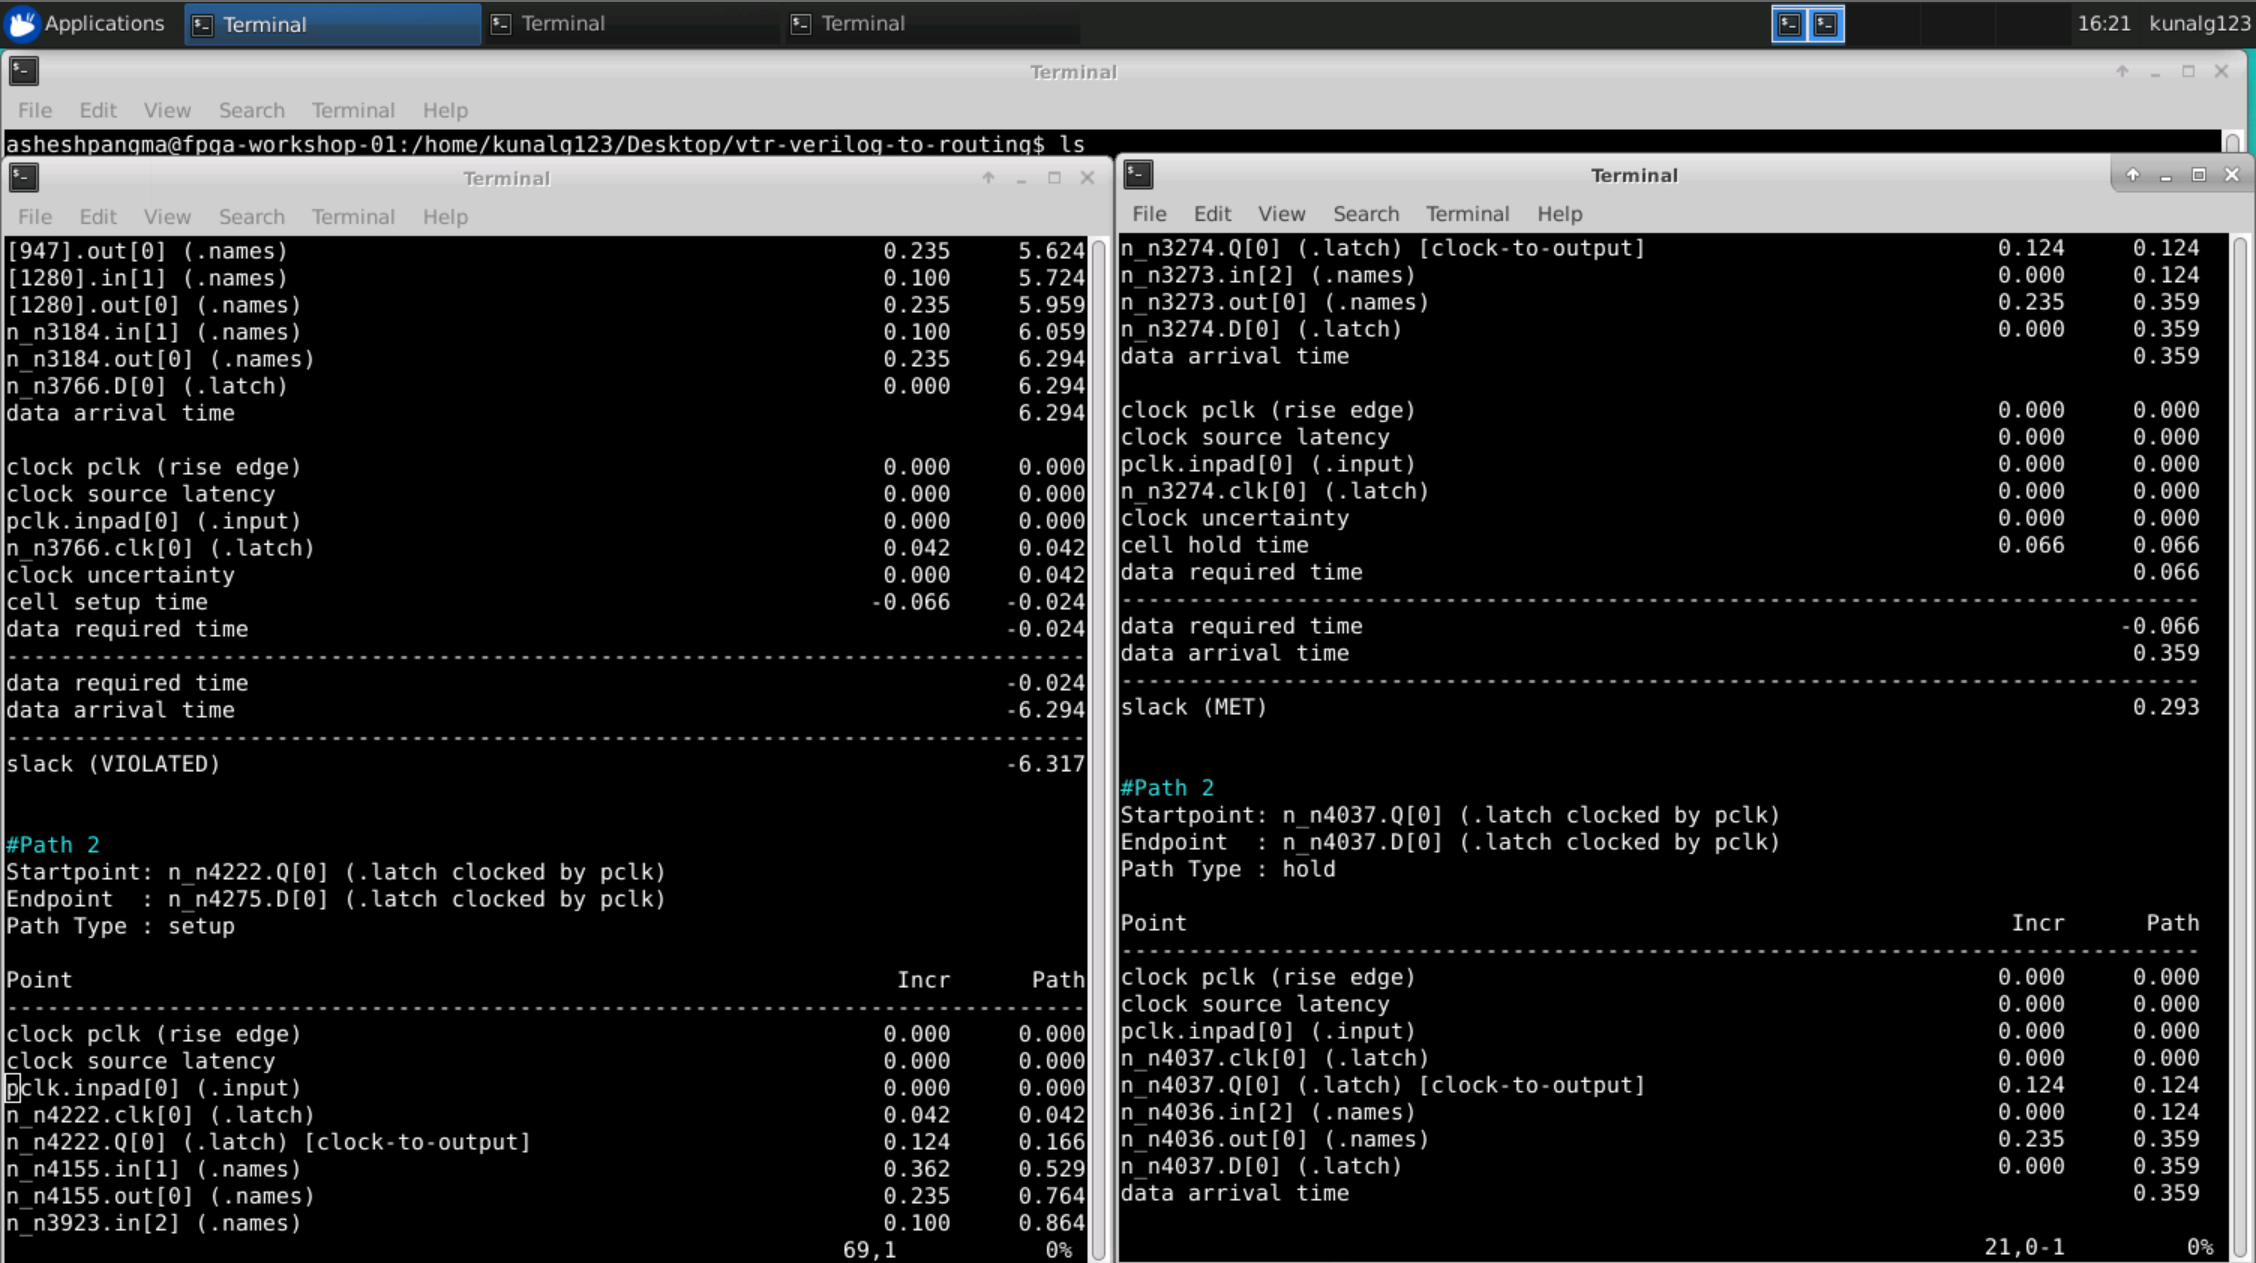 Applications Terminal Terminal Terminal 16:21 kunalg123
Terminal
File Edit View Search Terminal Help
asheshpangma@fpga-workshop-01:/home/kunalg123/Desktop/vtr-verilog-to-routing$ ls
Terminal
File Edit View Search Terminal Help
[947].out[0] (.names) 0.235 5.624
[1280].in[1] (.names) 0.100 5.724
[1280].out[0] (.names) 0.235 5.959
n_n3184.in[1] (.names) 0.100 6.059
n_n3184.out[0] (.names) 0.235 6.294
n_n3766.D[0] (.latch) 0.000 6.294
data arrival time 6.294
clock pclk (rise edge) 0.000 0.000
clock source latency 0.000 0.000
pclk.inpad[0] (.input) 0.000 0.000
n_n3766.clk[0] (.latch) 0.042 0.042
clock uncertainty 0.000 0.042
cell setup time -0.066 -0.024
data required time -0.024
--------------------------------------------------------------------------------
data required time -0.024
data arrival time -6.294
--------------------------------------------------------------------------------
slack (VIOLATED) -6.317
#Path 2
Startpoint: n_n4222.Q[0] (.latch clocked by pclk)
Endpoint  : n_n4275.D[0] (.latch clocked by pclk)
Path Type : setup
Point Incr Path
--------------------------------------------------------------------------------
clock pclk (rise edge) 0.000 0.000
clock source latency 0.000 0.000
pclk.inpad[0] (.input) 0.000 0.000
n_n4222.clk[0] (.latch) 0.042 0.042
n_n4222.Q[0] (.latch) [clock-to-output] 0.124 0.166
n_n4155.in[1] (.names) 0.362 0.529
n_n4155.out[0] (.names) 0.235 0.764
n_n3923.in[2] (.names) 0.100 0.864
69,1 0%
Terminal
File Edit View Search Terminal Help
n_n3274.Q[0] (.latch) [clock-to-output] 0.124 0.124
n_n3273.in[2] (.names) 0.000 0.124
n_n3273.out[0] (.names) 0.235 0.359
n_n3274.D[0] (.latch) 0.000 0.359
data arrival time 0.359
clock pclk (rise edge) 0.000 0.000
clock source latency 0.000 0.000
pclk.inpad[0] (.input) 0.000 0.000
n_n3274.clk[0] (.latch) 0.000 0.000
clock uncertainty 0.000 0.000
cell hold time 0.066 0.066
data required time 0.066
--------------------------------------------------------------------------------
data required time -0.066
data arrival time 0.359
--------------------------------------------------------------------------------
slack (MET) 0.293
#Path 2
Startpoint: n_n4037.Q[0] (.latch clocked by pclk)
Endpoint  : n_n4037.D[0] (.latch clocked by pclk)
Path Type : hold
Point Incr Path
--------------------------------------------------------------------------------
clock pclk (rise edge) 0.000 0.000
clock source latency 0.000 0.000
pclk.inpad[0] (.input) 0.000 0.000
n_n4037.clk[0] (.latch) 0.000 0.000
n_n4037.Q[0] (.latch) [clock-to-output] 0.124 0.124
n_n4036.in[2] (.names) 0.000 0.124
n_n4036.out[0] (.names) 0.235 0.359
n_n4037.D[0] (.latch) 0.000 0.359
data arrival time 0.359
21,0-1 0%